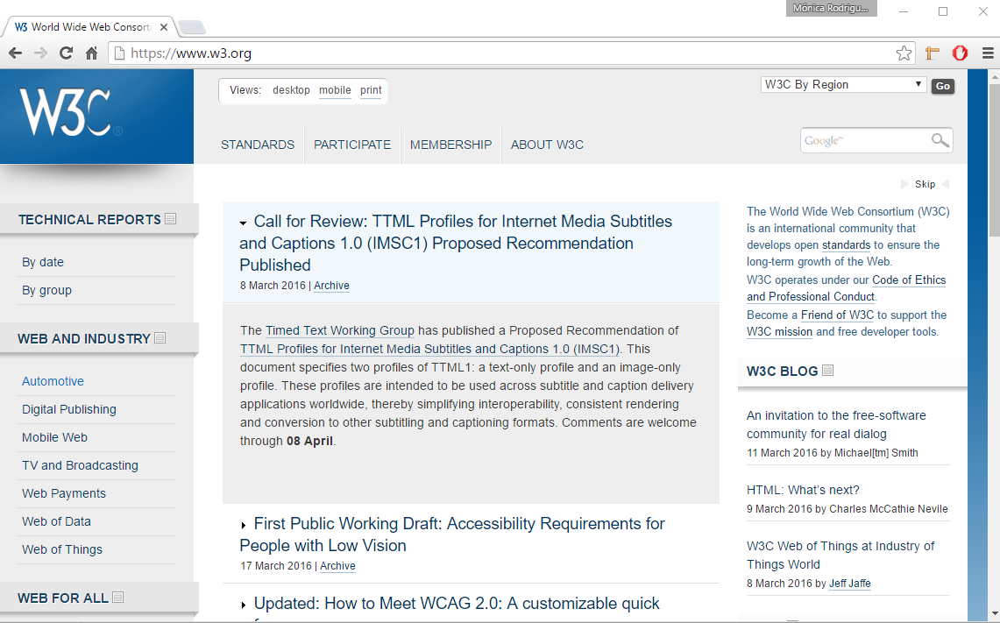 Mónica Rodrigu...
W3 World Wide Web Consorti
https://www.w3.org
W3C®
Views: desktop mobile print
W3C By Region Go
STANDARDS PARTICIPATE MEMBERSHIP ABOUT W3C
Google™
Skip
TECHNICAL REPORTS
By date
By group
WEB AND INDUSTRY
Automotive
Digital Publishing
Mobile Web
TV and Broadcasting
Web Payments
Web of Data
Web of Things
WEB FOR ALL
Call for Review: TTML Profiles for Internet Media Subtitles
and Captions 1.0 (IMSC1) Proposed Recommendation
Published
8 March 2016 | Archive
The Timed Text Working Group has published a Proposed Recommendation of
TTML Profiles for Internet Media Subtitles and Captions 1.0 (IMSC1). This
document specifies two profiles of TTML1: a text-only profile and an image-only
profile. These profiles are intended to be used across subtitle and caption delivery
applications worldwide, thereby simplifying interoperability, consistent rendering
and conversion to other subtitling and captioning formats. Comments are welcome
through 08 April.
First Public Working Draft: Accessibility Requirements for
People with Low Vision
17 March 2016 | Archive
Updated: How to Meet WCAG 2.0: A customizable quick
The World Wide Web Consortium (W3C)
is an international community that
develops open standards to ensure the
long-term growth of the Web.
W3C operates under our Code of Ethics
and Professional Conduct.
Become a Friend of W3C to support the
W3C mission and free developer tools.
W3C BLOG
An invitation to the free-software
community for real dialog
11 March 2016 by Michael[tm] Smith
HTML: What’s next?
9 March 2016 by Charles McCathie Nevile
W3C Web of Things at Industry of
Things World
8 March 2016 by Jeff Jaffe